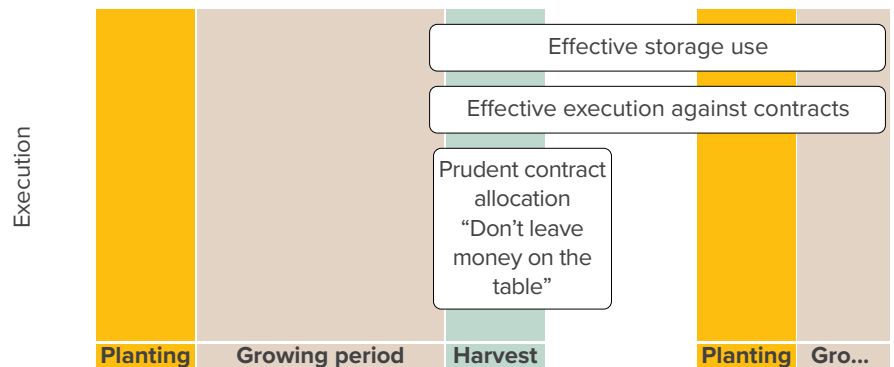 Effective storage use
Effective execution against contracts
Prudent contract
allocation
“Don’t leave
money on the
table”
Execution
Planting
Growing period
Harvest
Planting
Gro...